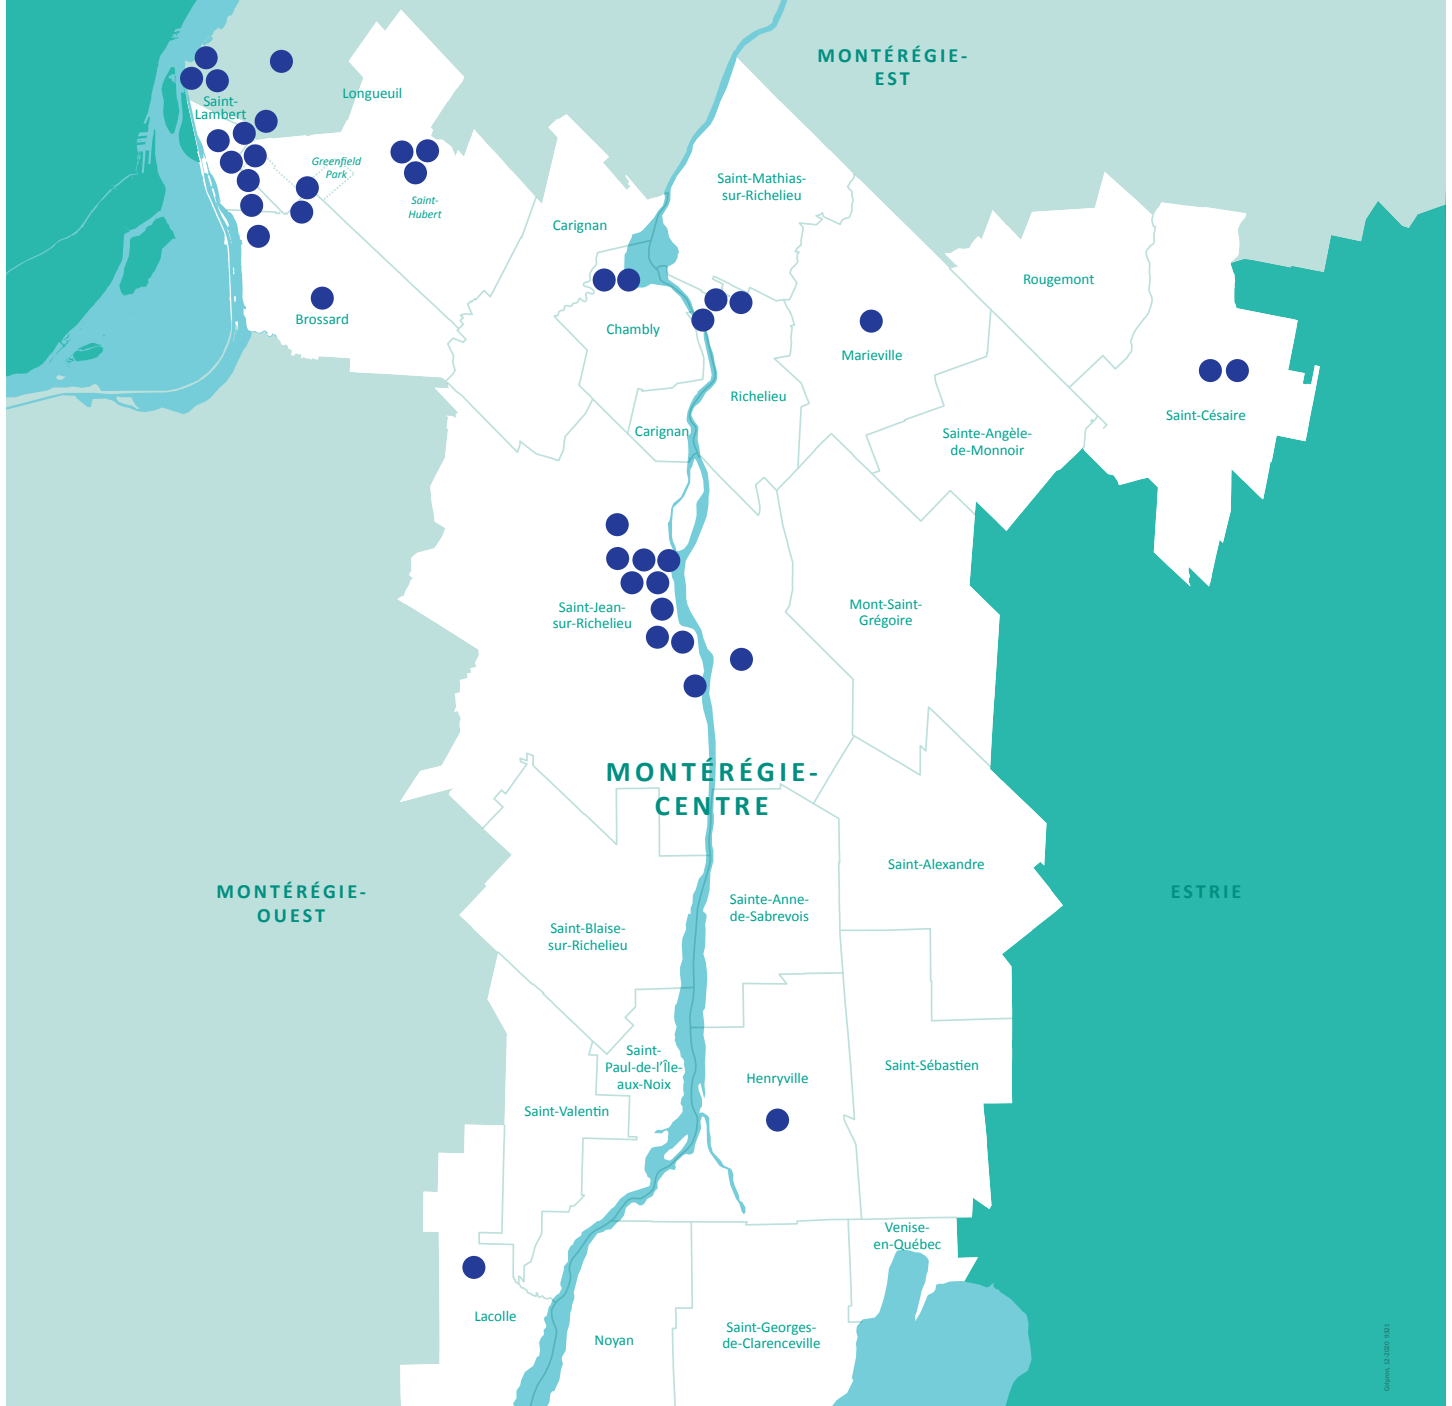 MONTÉRÉGIE-
EST
Longueuil
Saint-
Lambert
Greenfield
Park
Saint-
Hubert
Saint-Mathias-
sur-Richelieu
Carignan
Rougemont
Brossard
Chambly
Marieville
Richelieu
Saint-Césaire
Carignan
Sainte-Angèle-
de-Monnoir
Saint-Jean-
sur-Richelieu
Mont-Saint-
Grégoire
MONTÉRÉGIE-
CENTRE
Saint-Alexandre
MONTÉRÉGIE-
OUEST
ESTRIE
Sainte-Anne-
de-Sabrevois
Saint-Blaise-
sur-Richelieu
Saint-
Paul-de-l'Île-
aux-Noix
Saint-Sébastien
Henryville
Saint-Valentin
Venise-
en-Québec
Lacolle
Saint-Georges-
de-Clarenceville
Noyan